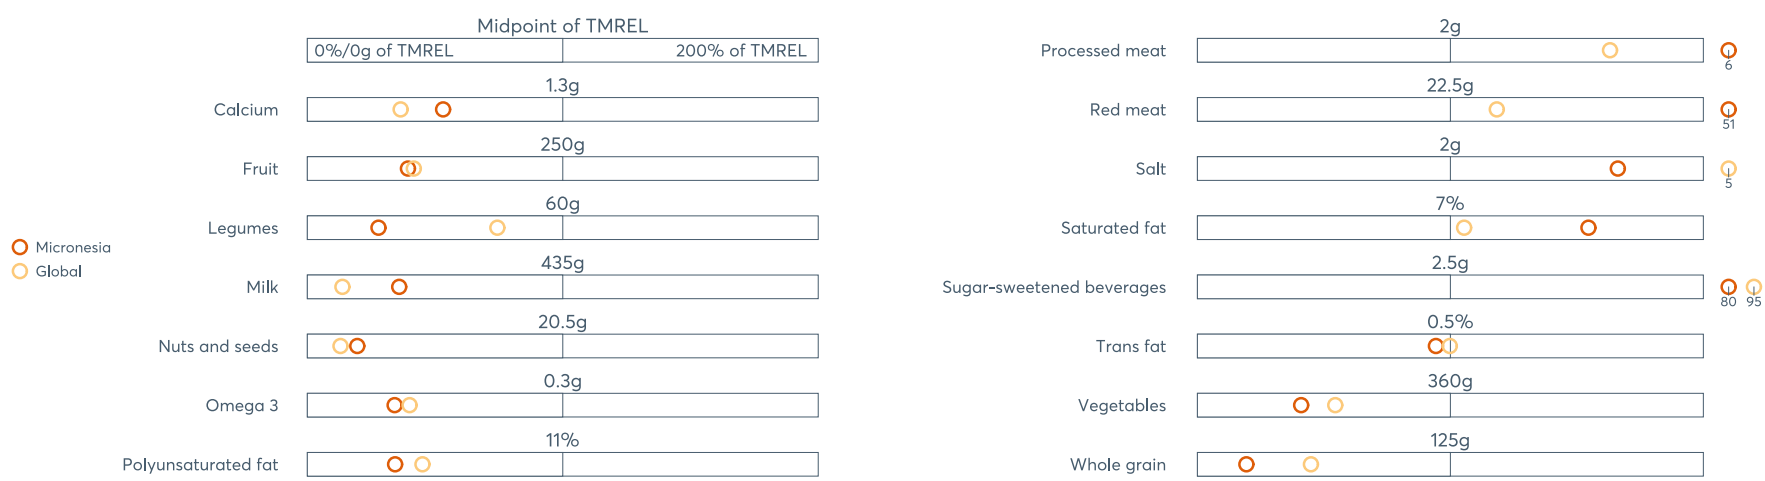 Midpoint of TMREL
0%/0g of TMREL 200% of TMREL
1.3g
Calcium
250g
Fruit
60g
Legumes
435g
Milk
20.5g
Nuts and seeds
0.3g
Omega 3
11%
Polyunsaturated fat
Micronesia
Global
2g
Processed meat
6
22.5g
Red meat
51
2g
Salt
5
7%
Saturated fat
2.5g
Sugar-sweetened beverages
80 95
0.5%
Trans fat
360g
Vegetables
125g
Whole grain